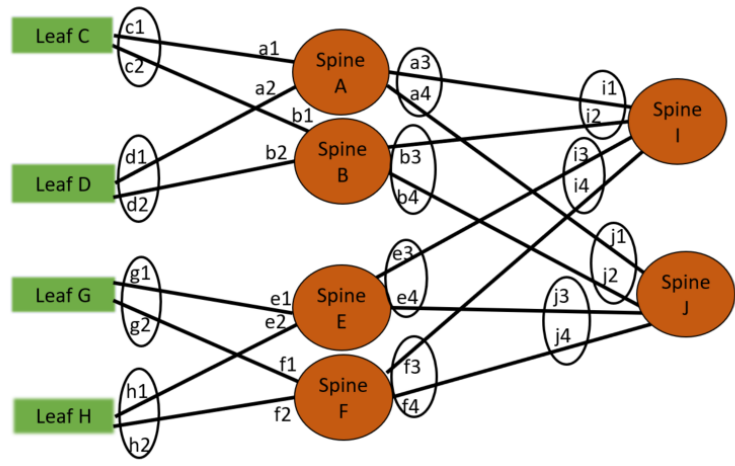 Leaf C
c1
c2
a1
a2
b1
b2
Spine
A
Spine
B
a3
a4
b3
b4
i1
i2
i3
i4
Spine
I
Leaf D
d1
d2
Leaf G
g1
g2
e1
e2
f1
f2
Spine
E
Spine
F
e3
e4
f3
f4
j1
j2
j3
j4
Spine
J
Leaf H
h1
h2